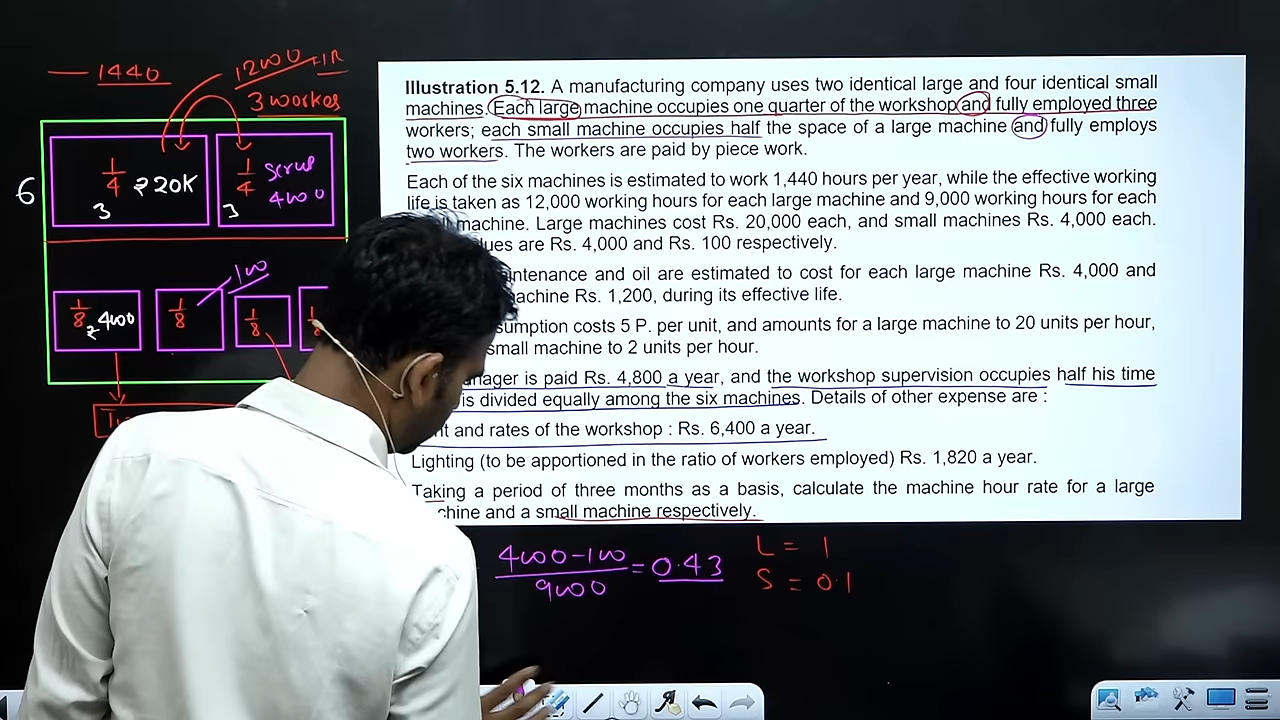 1440
12000 HR
3 workes
6
1/4 ₹20K
3
1/4 scrup
4000
3
1/8 ₹4000
1/8
100
1/8
Illustration 5.12. A manufacturing company uses two identical large and four identical small
machines. Each large machine occupies one quarter of the workshop and fully employed three
workers; each small machine occupies half the space of a large machine and fully employs
two workers. The workers are paid by piece work.
Each of the six machines is estimated to work 1,440 hours per year, while the effective working
life is taken as 12,000 working hours for each large machine and 9,000 working hours for each
machine. Large machines cost Rs. 20,000 each, and small machines Rs. 4,000 each.
are Rs. 4,000 and Rs. 100 respectively.
and oil are estimated to cost for each large machine Rs. 4,000 and
Rs. 1,200, during its effective life.
costs 5 P. per unit, and amounts for a large machine to 20 units per hour,
small machine to 2 units per hour.
is paid Rs. 4,800 a year, and the workshop supervision occupies half his time
is divided equally among the six machines. Details of other expense are :
and rates of the workshop : Rs. 6,400 a year.
Lighting (to be apportioned in the ratio of workers employed) Rs. 1,820 a year.
Taking a period of three months as a basis, calculate the machine hour rate for a large
and a small machine respectively.
4000-100 / 9000 = 0.43
L = 1
S = 0.1